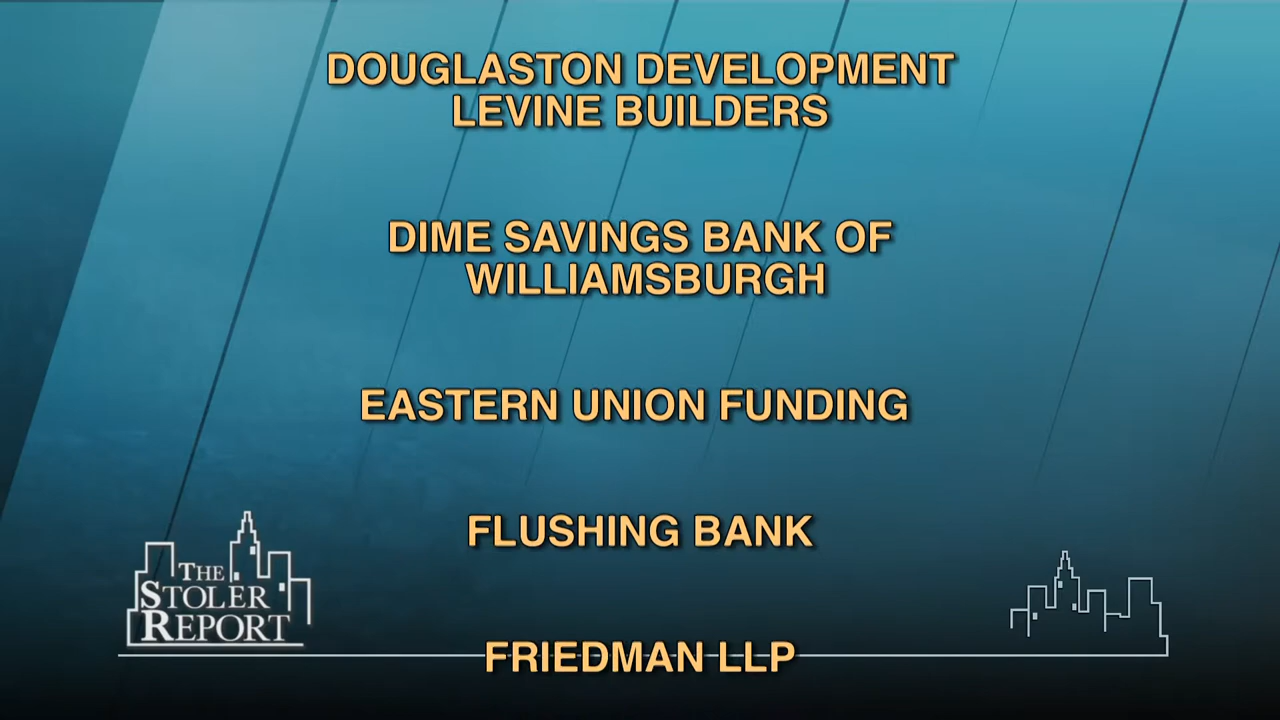 DOUGLASTON DEVELOPMENT
LEVINE BUILDERS
DIME SAVINGS BANK OF
WILLIAMSBURGH
EASTERN UNION FUNDING
FLUSHING BANK
THE
STOLER
REPORT
FRIEDMAN LLP